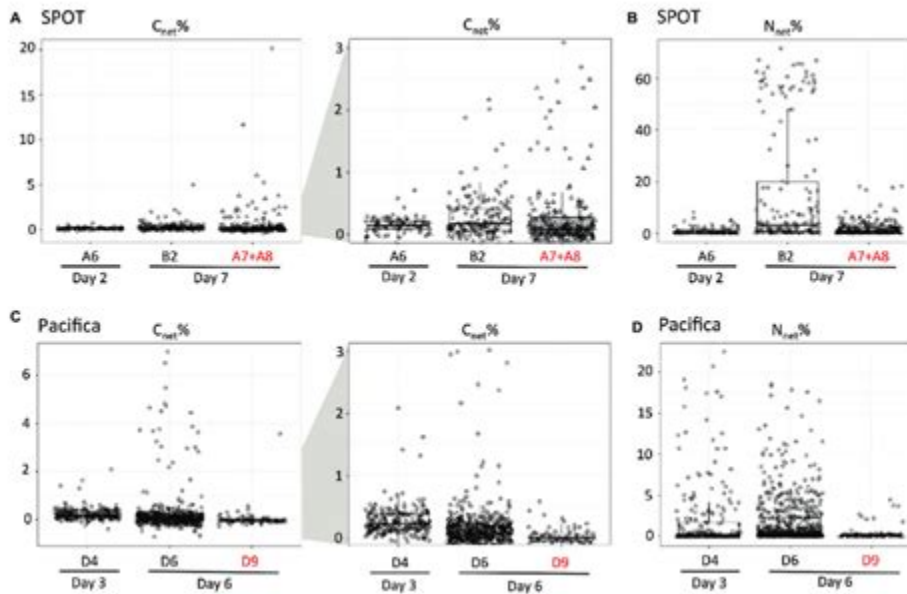 A SPOT
Cnet%
20
15
10
5
0
A6 B2 A7+A8
Day 2 Day 7
Cnet%
3
2
1
0
A6 B2 A7+A8
Day 2 Day 7
B SPOT
Nnet%
60
40
20
0
A6 B2 A7+A8
Day 2 Day 7
C Pacifica
Cnet%
6
4
2
0
D4 D6 D9
Day 3 Day 6
Cnet%
3
2
1
0
D4 D6 D9
Day 3 Day 6
D Pacifica
Nnet%
20
15
10
5
0
D4 D6 D9
Day 3 Day 6